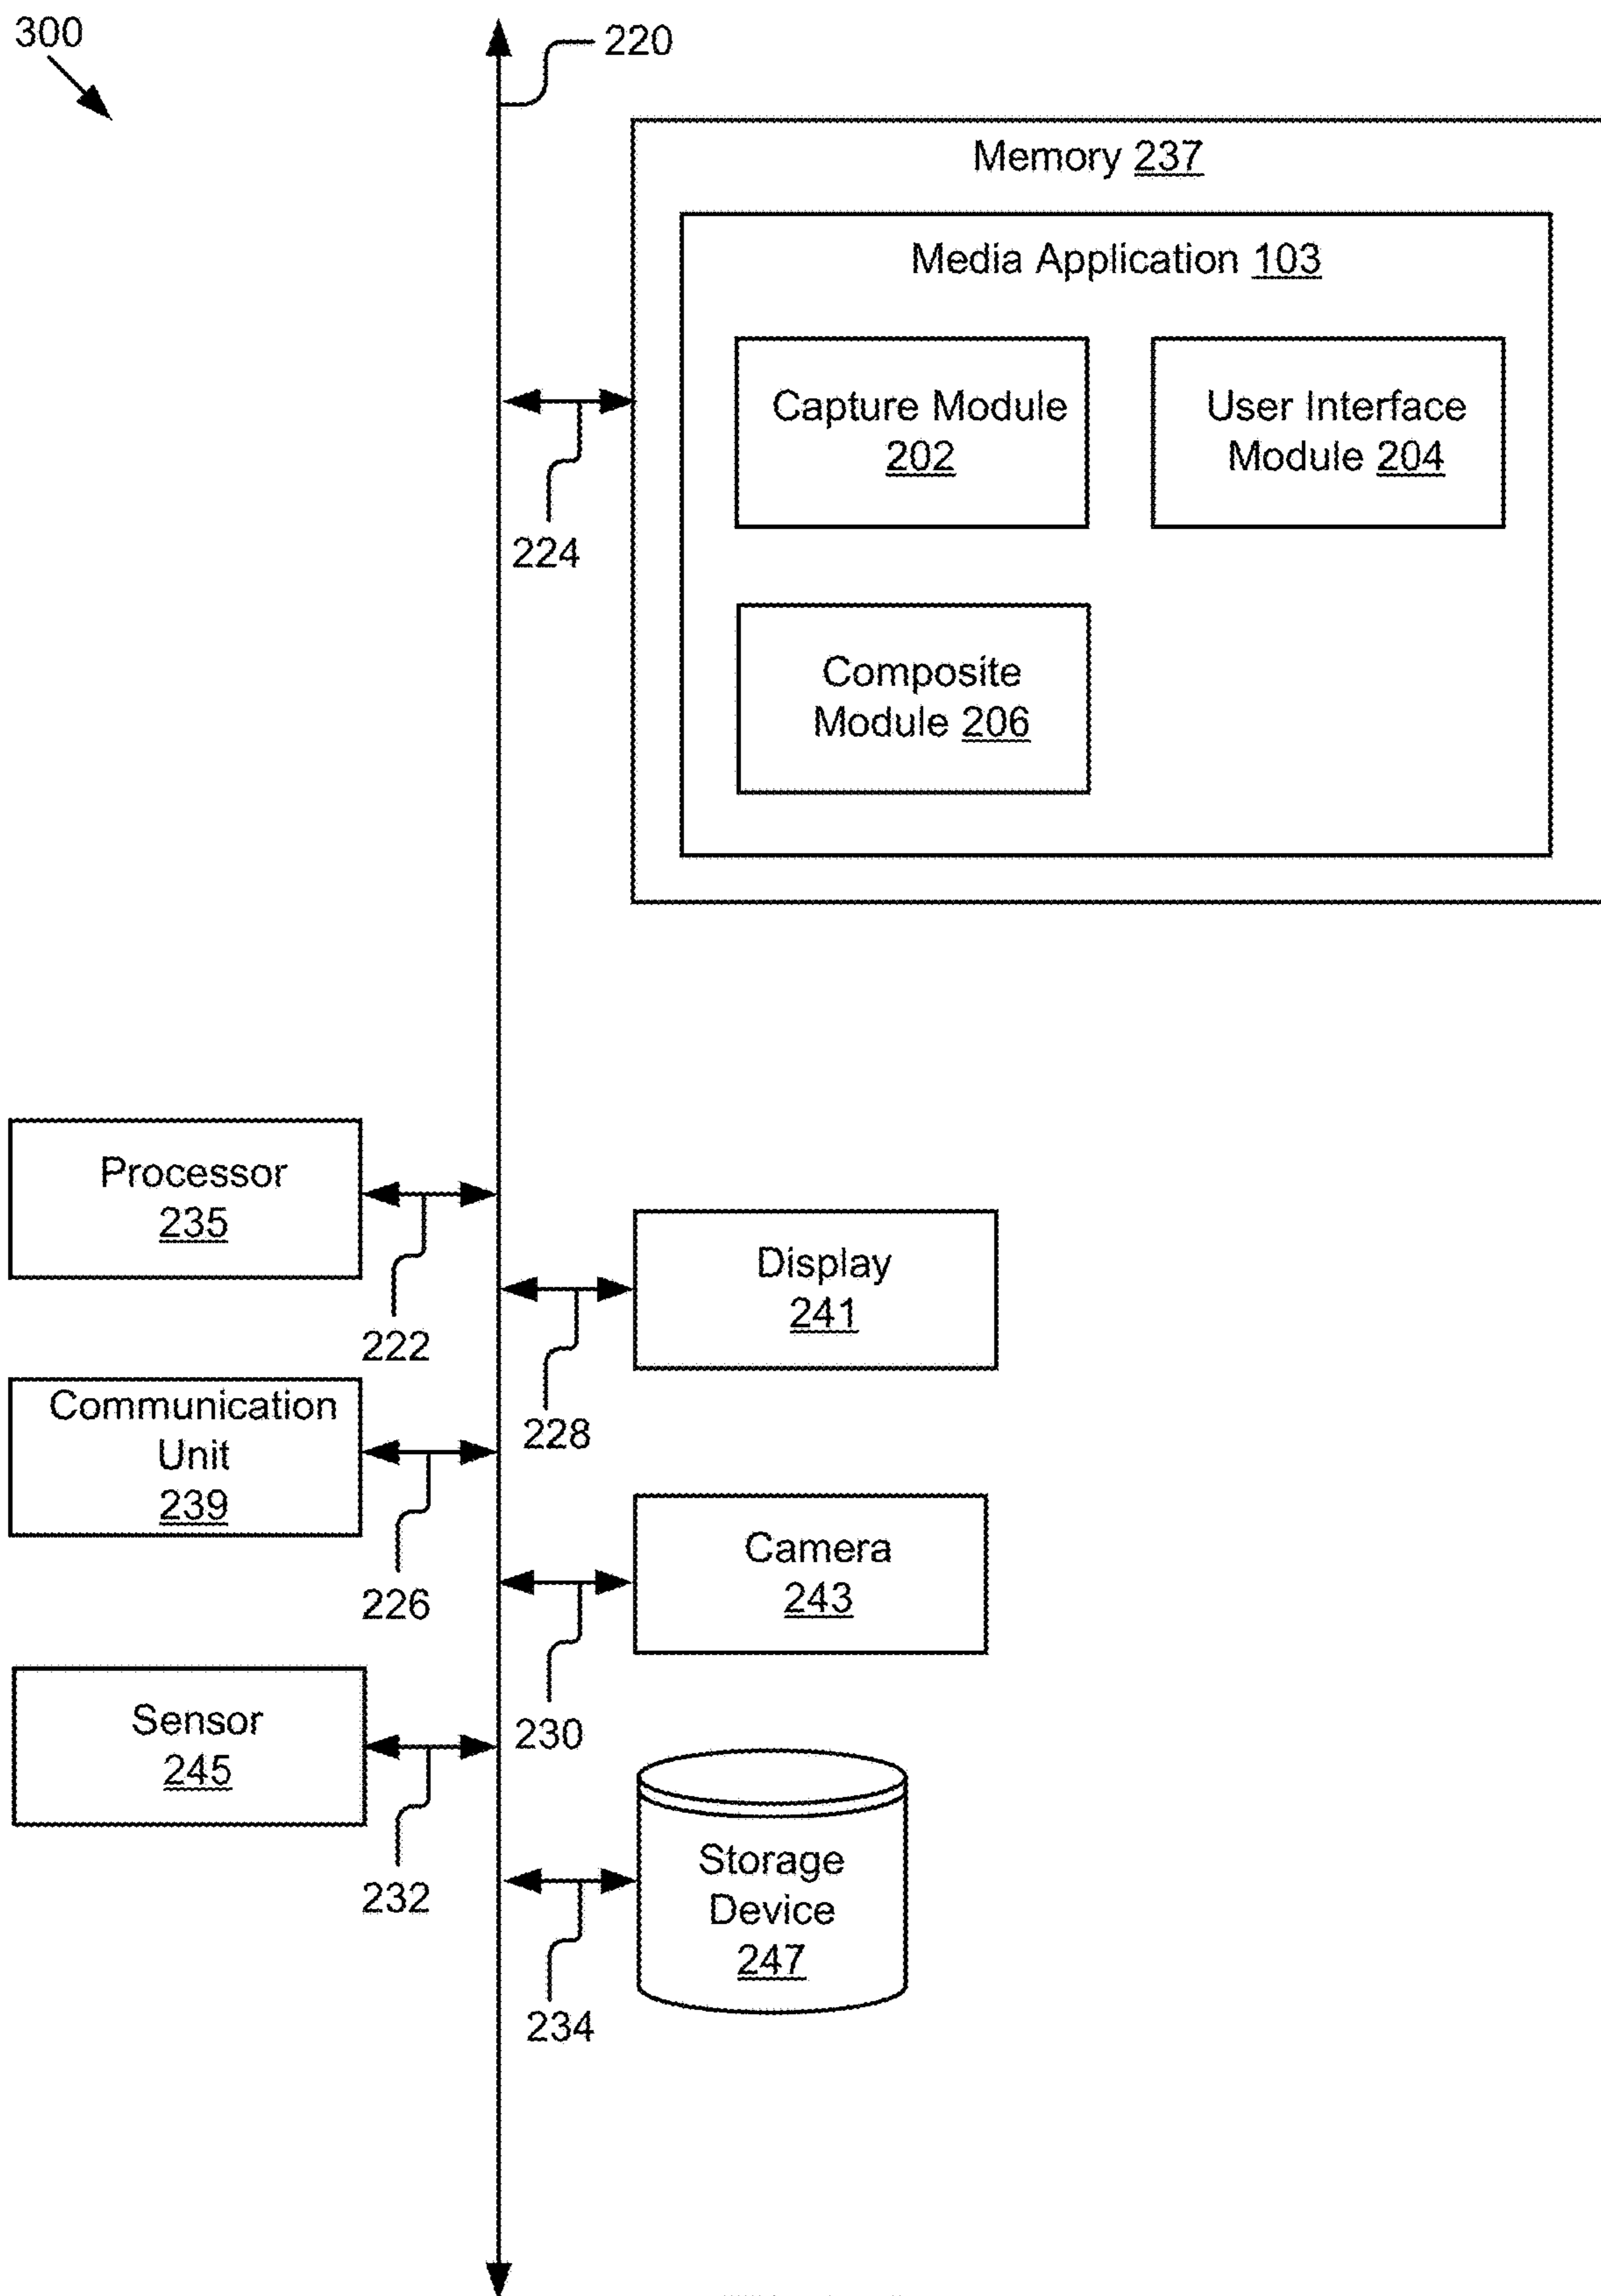 300
220
Memory 237
Media Application 103
Capture Module
202
User Interface
Module 204
224
Composite
Module 206
Processor
235
222
Display
241
228
Communication
Unit
239
226
Camera
243
230
Sensor
245
232
Storage
Device
247
234